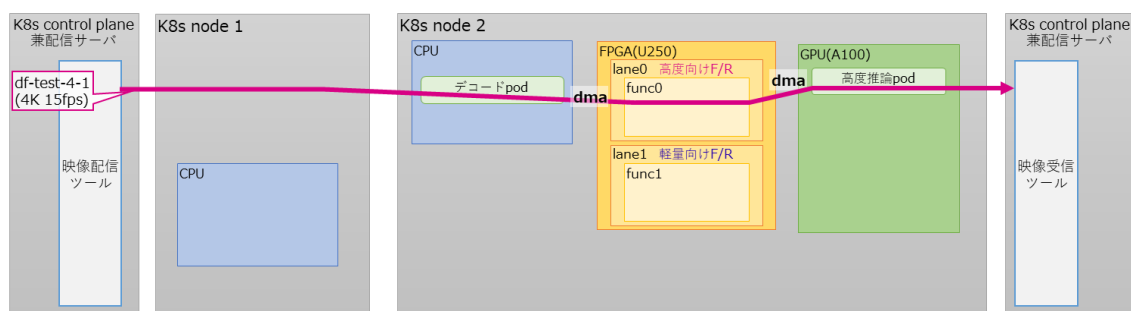 K8s control plane
兼配信サーバ
df-test-4-1
(4K 15fps)
映像配信
ツール
K8s node 1
CPU
K8s node 2
CPU
デコードpod
dma
FPGA(U250)
lane0 高度向けF/R
func0
lane1 軽量向けF/R
func1
dma
GPU(A100)
高度推論pod
K8s control plane
兼配信サーバ
映像受信
ツール